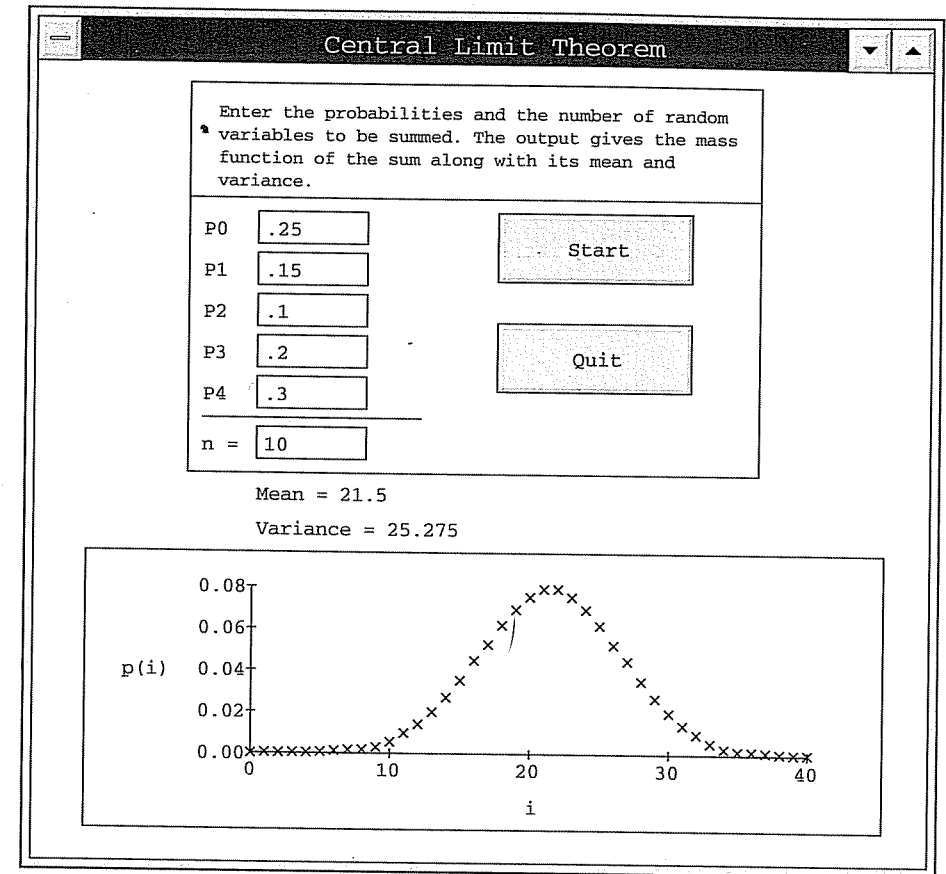 Central Limit Theorem
Enter the probabilities and the number of random
variables to be summed. The output gives the mass
function of the sum along with its mean and
variance.
P0 .25
Start
P1 .15
P2 .1
P3 .2
Quit
P4 .3
n = 10
Mean = 21.5
Variance = 25.275
0.08
0.06
p(i) 0.04
0.02
0.00
0 10 20 30 40
i